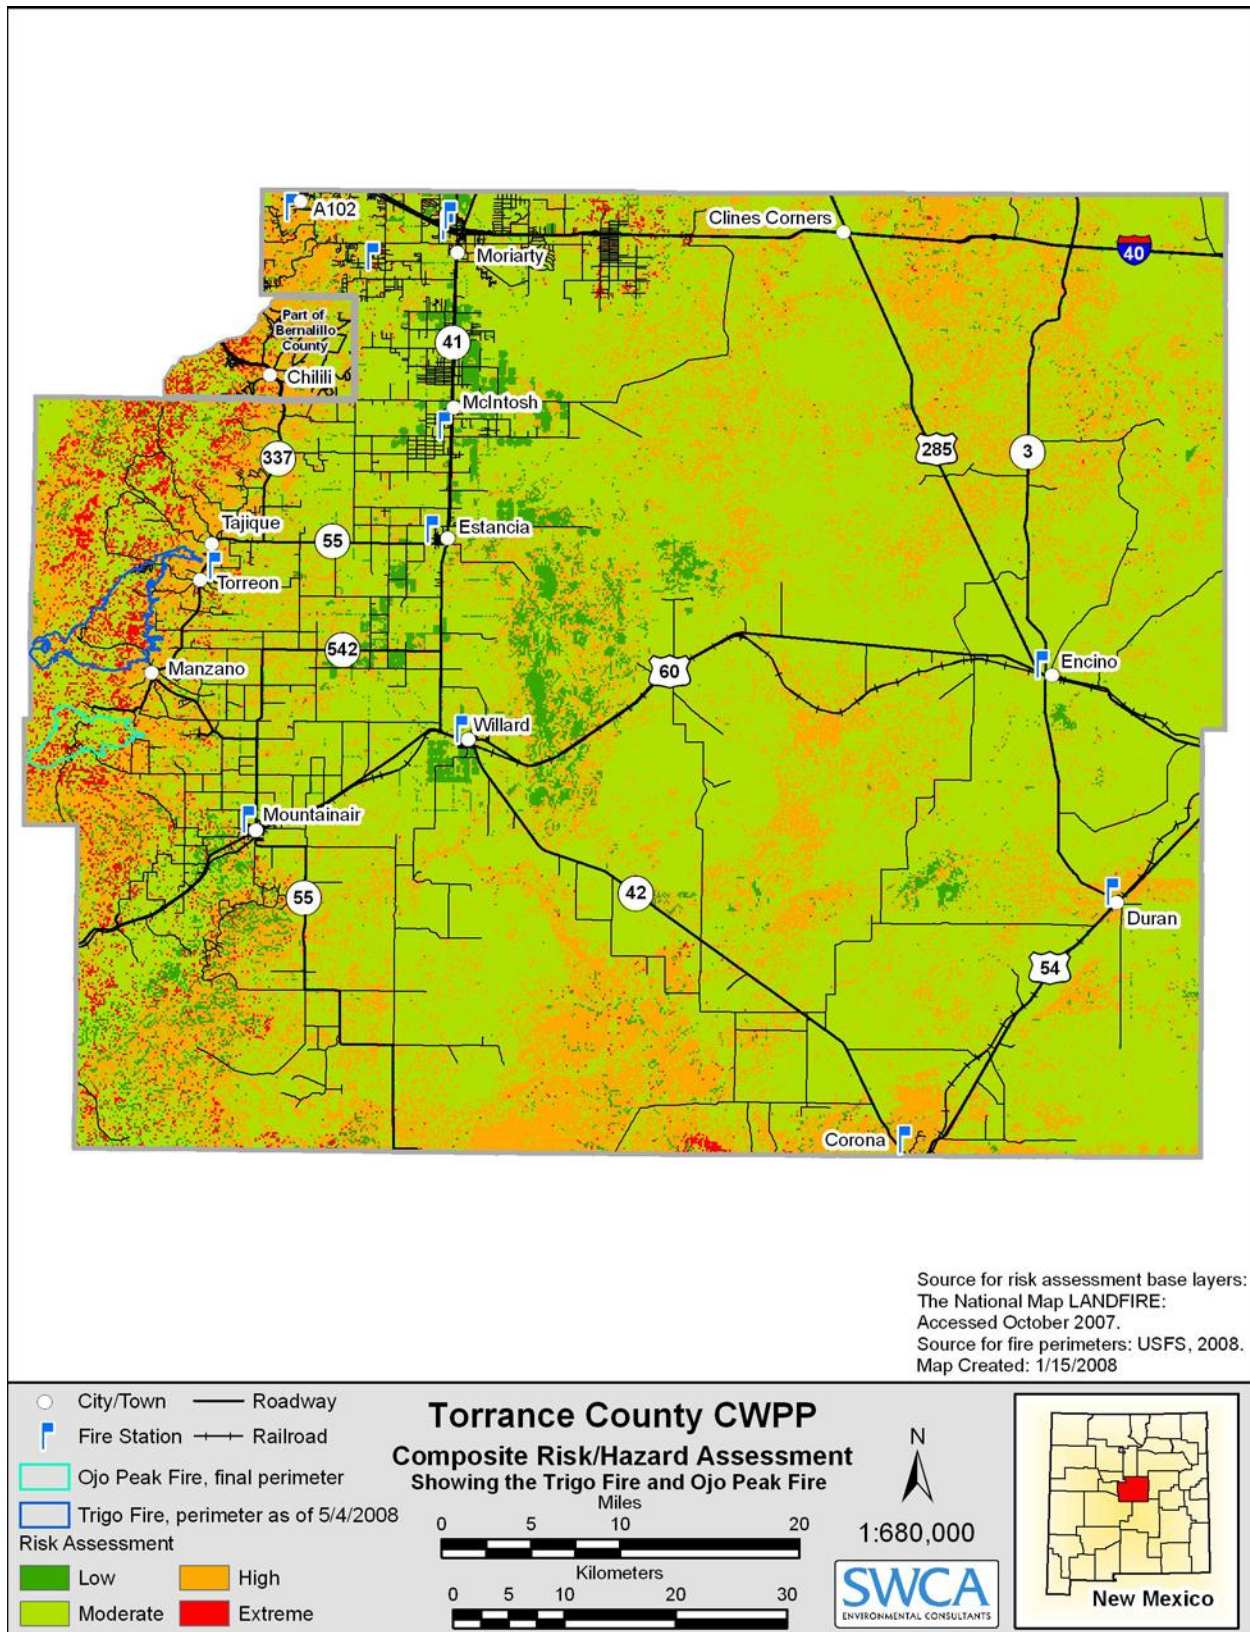 A102
Clines Corners
Moriarty
40
Part of
Bernalillo
County
41
Chilili
McIntosh
337
285
3
Tajique
55
Estancia
Torreon
542
Manzano
60
Encino
Willard
Mountainair
55
42
Duran
54
Corona
Source for risk assessment base layers:
The National Map LANDFIRE:
Accessed October 2007.
Source for fire perimeters: USFS, 2008.
Map Created: 1/15/2008
City/Town
Roadway
Fire Station
Railroad
Ojo Peak Fire, final perimeter
Trigo Fire, perimeter as of 5/4/2008
Risk Assessment
Low
High
Moderate
Extreme
Torrance County CWPP
Composite Risk/Hazard Assessment
Showing the Trigo Fire and Ojo Peak Fire
Miles
0 5 10 20
Kilometers
0 5 10 20 30
N
1:680,000
SWCA
ENVIRONMENTAL CONSULTANTS
New Mexico